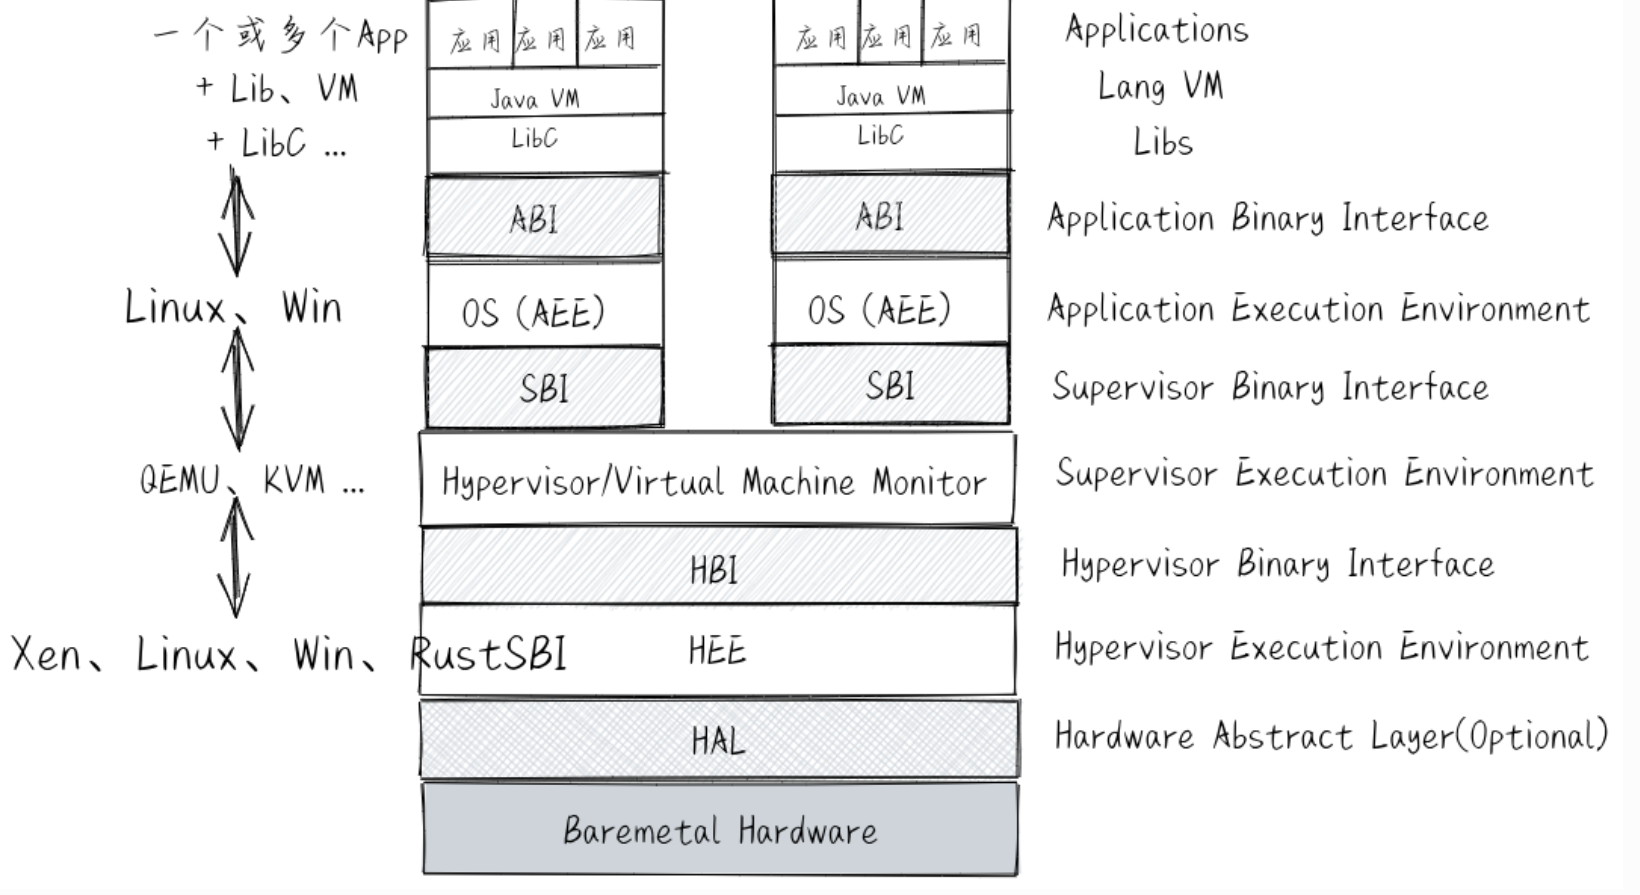 一个或多个App
应用 应用 应用
应用 应用 应用
Applications
+ Lib、VM
Java VM
Java VM
Lang VM
+ LibC ...
LibC
LibC
Libs
ABI
ABI
Application Binary Interface
Linux、Win
OS (AEE)
OS (AEE)
Application Execution Environment
SBI
SBI
Supervisor Binary Interface
QEMU、KVM ...
Hypervisor/Virtual Machine Monitor
Supervisor Execution Environment
HBI
Hypervisor Binary Interface
Xen、Linux、Win、RustSBI
HEE
Hypervisor Execution Environment
HAL
Hardware Abstract Layer(Optional)
Baremetal Hardware